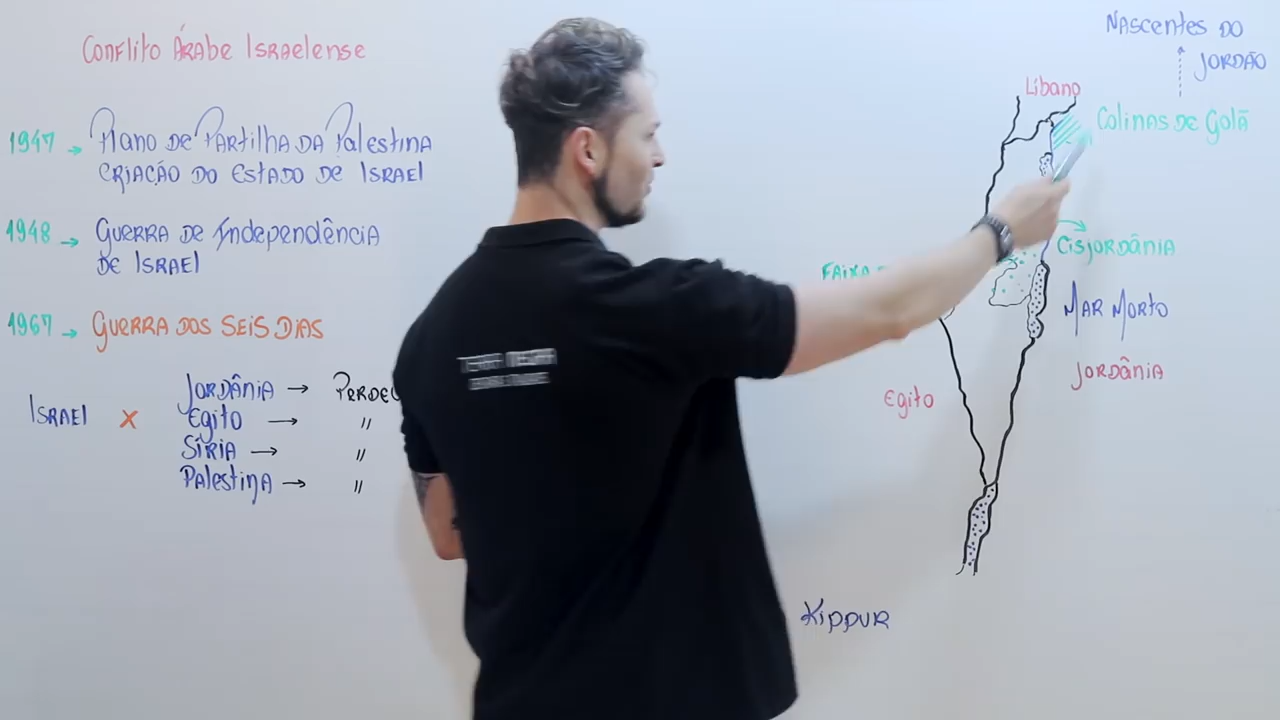 Conflito Árabe Israelense
1947 → Plano de Partilha da Palestina
Criação do Estado de Israel
1948 → Guerra de Independência
de Israel
1967 → Guerra dos Seis Dias
Israel X
Jordânia → Perdeu
Egito → "
Síria → "
Palestina → "
Nascentes do
Jordão
Líbano
Colinas de Golã
Cisjordânia
Faixa
Mar Morto
Jordânia
Egito
Kippur